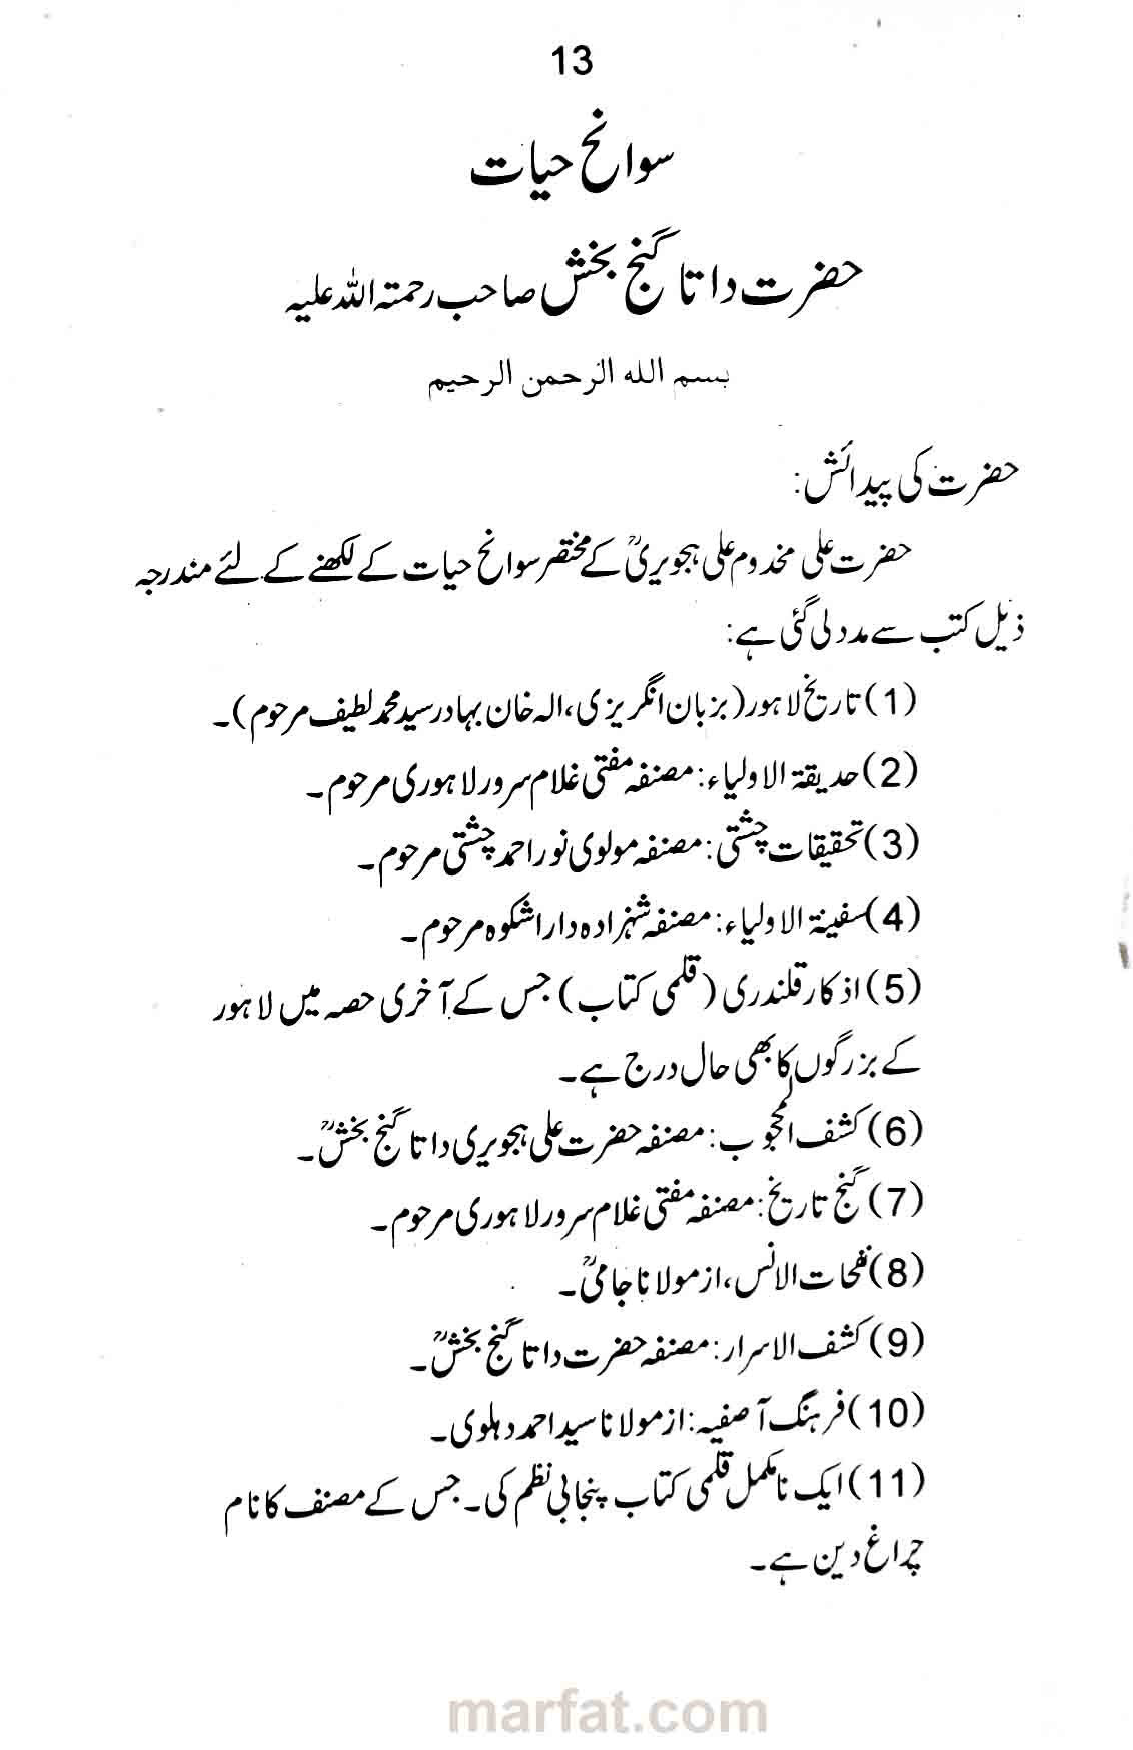 13
سوانح حیات
حضرت داتا گنج بخش صاحب رحمتہ اللہ علیہ
بسم الله الرحمن الرحیم
حضرت کی پیدائش:
حضرت علی مخدوم علی ہجویریؒ کے مختصر سوانح حیات کے لکھنے کے لئے مندرجہ
ذیل کتب سے مدد لی گئی ہے:
(1) تاریخ لاہور (بزبان انگریزی، الہ خان بہادر سید محمد لطیف مرحوم)۔
(2) حدیقۃ الاولیاء: مصنفہ مفتی غلام سرور لاہوری مرحوم۔
(3) تحقیقات چشتی: مصنفہ مولوی نور احمد چشتی مرحوم۔
(4) سفینۃ الاولیاء: مصنفہ شہزادہ دارا شکوہ مرحوم۔
(5) اذکار قلندری (قلمی کتاب) جس کے آخری حصہ میں لاہور
کے بزرگوں کا بھی حال درج ہے۔
(6) کشف المحجوب: مصنفہ حضرت علی ہجویری داتا گنج بخشؒ۔
(7) گنج تاریخ: مصنفہ مفتی غلام سرور لاہوری مرحوم۔
(8) نفحات الانس، از مولانا جامیؒ۔
(9) کشف الاسرار: مصنفہ حضرت داتا گنج بخشؒ۔
(10) فرہنگ آصفیہ: از مولانا سید احمد دہلوی۔
(11) ایک نامکمل قلمی کتاب پنجابی نظم کی۔ جس کے مصنف کا نام
چراغ دین ہے۔
marfat.com